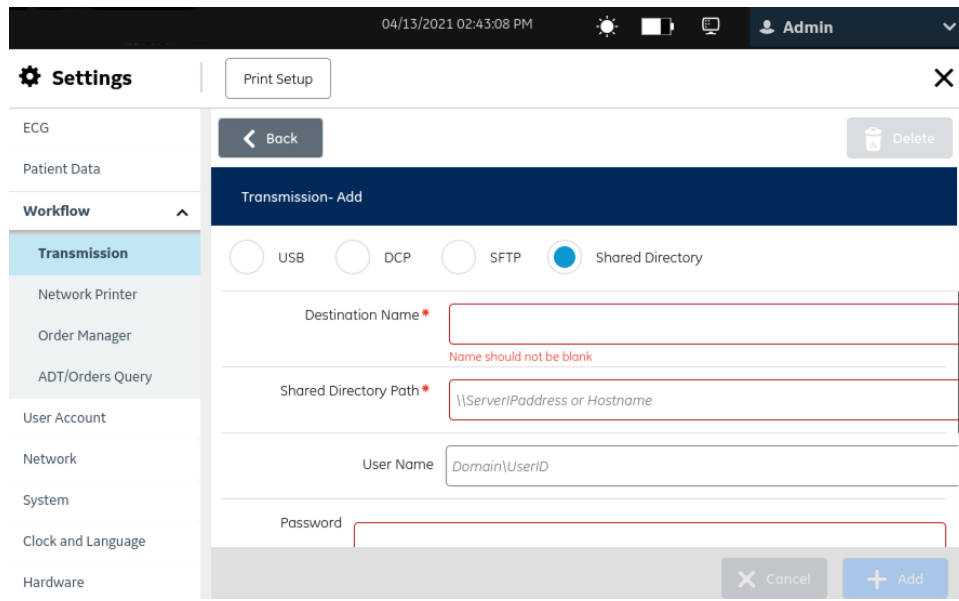 04/13/2021 02:43:08 PM
Admin
Settings
Print Setup
ECG
Patient Data
Workflow
Transmission
Network Printer
Order Manager
ADT/Orders Query
User Account
Network
System
Clock and Language
Hardware
Back
Delete
Transmission- Add
USB DCP SFTP Shared Directory
Destination Name*
Name should not be blank
Shared Directory Path* \\ServerIPaddress or Hostname
User Name Domain\UserID
Password
Cancel Add